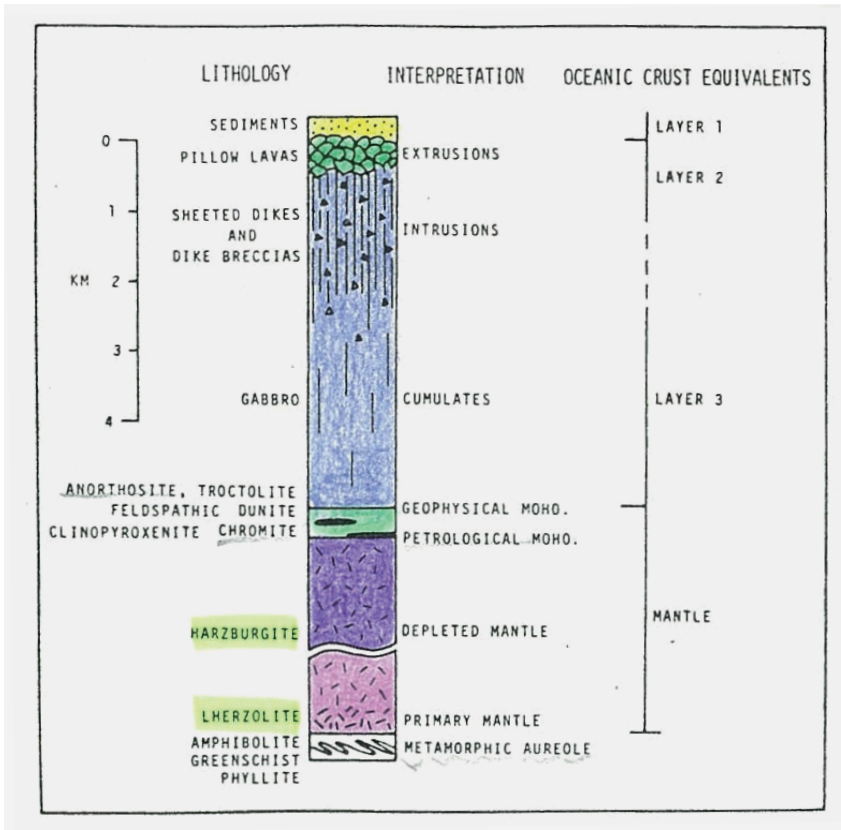 LITHOLOGY INTERPRETATION OCEANIC CRUST EQUIVALENTS
SEDIMENTS
LAYER 1
0
PILLOW LAVAS
EXTRUSIONS
LAYER 2
1
SHEETED DIKES
AND
DIKE BRECCIAS
INTRUSIONS
KM 2
3
GABBRO
CUMULATES
LAYER 3
4
ANORTHOSITE, TROCTOLITE
FELDSPATHIC DUNITE
CLINOPYROXENITE CHROMITE
GEOPHYSICAL MOHO.
PETROLOGICAL MOHO.
MANTLE
HARZBURGITE
DEPLETED MANTLE
LHERZOLITE
PRIMARY MANTLE
AMPHIBOLITE
GREENSCHIST
PHYLLITE
METAMORPHIC AUREOLE